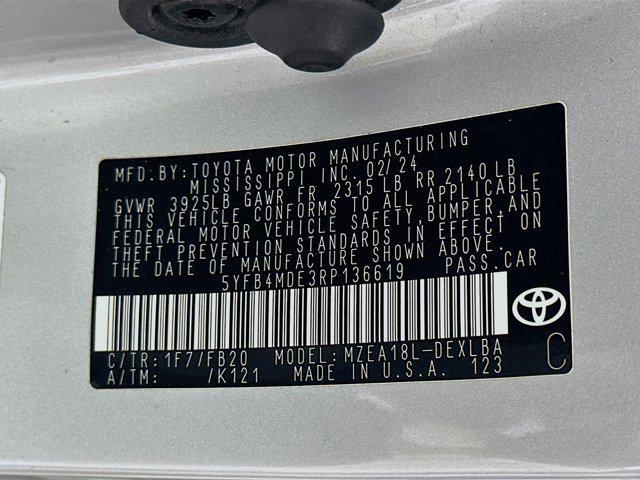 MFD.BY:TOYOTA MOTOR MANUFACTURING
MISSISSIPPI INC. 02/24
GVWR 3925LB GAWR FR 2315 LB RR 2140 LB
THIS VEHICLE CONFORMS TO ALL APPLICABLE
FEDERAL MOTOR VEHICLE SAFETY, BUMPER, AND
THEFT PREVENTION STANDARDS IN EFFECT ON
THE DATE OF MANUFACTURE SHOWN ABOVE.
5YFB4MDE3RP136619 PASS.CAR
C/TR:1F7/FB20 MODEL:MZEA18L-DEXLBA
A/TM: /K121 MADE IN U.S.A. 123
C